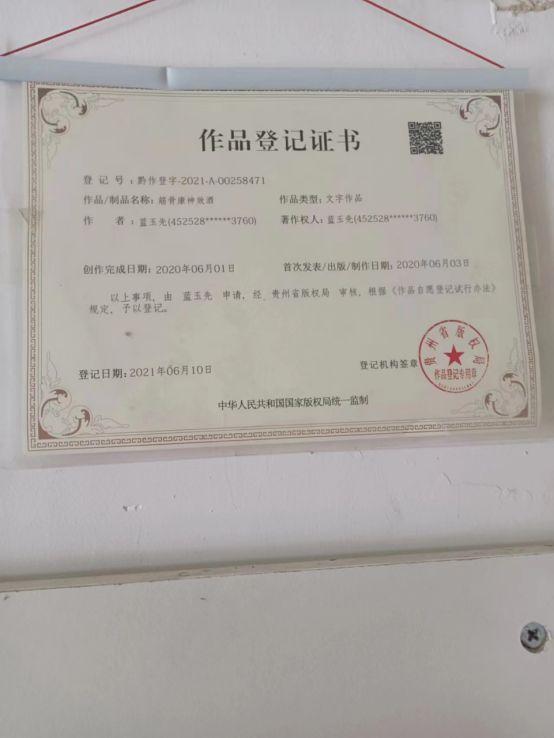 作品登记证书
登 记 号：黔作登字-2021-A-00258471
作品/制品名称：筋骨康神效酒 作品类型：文字作品
作 者：蓝玉先(452528******3760) 著作权人：蓝玉先(452528******3760)
创作完成日期：2020年06月01日 首次发表/出版/制作日期：2020年06月03日
以上事项，由 蓝玉先 申请，经 贵州省版权局 审核，根据《作品自愿登记试行办法》
规定，予以登记。
登记日期：2021年06月10日 登记机构签章
贵州省版权局
作品登记专用章
中华人民共和国国家版权局统一监制